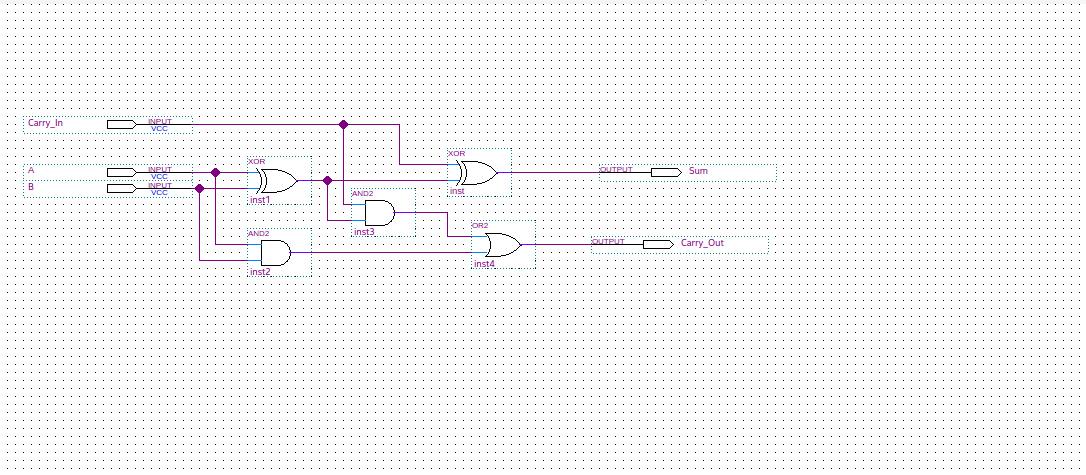 Carry_In
INPUT
VCC
XOR
A
INPUT
VCC
XOR
OUTPUT
Sum
B
INPUT
VCC
inst1
AND2
inst
inst3
OR2
AND2
OUTPUT
Carry_Out
inst2
inst4